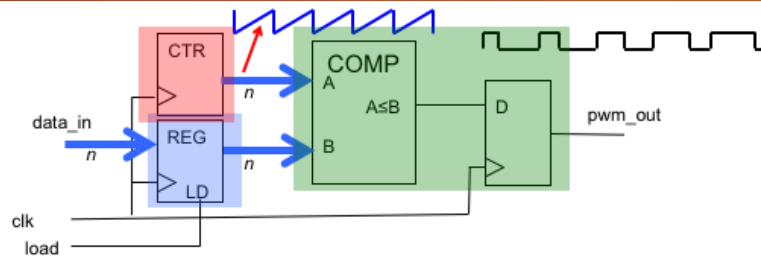 CTR
n
COMP
A
A≤B
B
data_in
n
REG
LD
n
D
pwm_out
clk
load